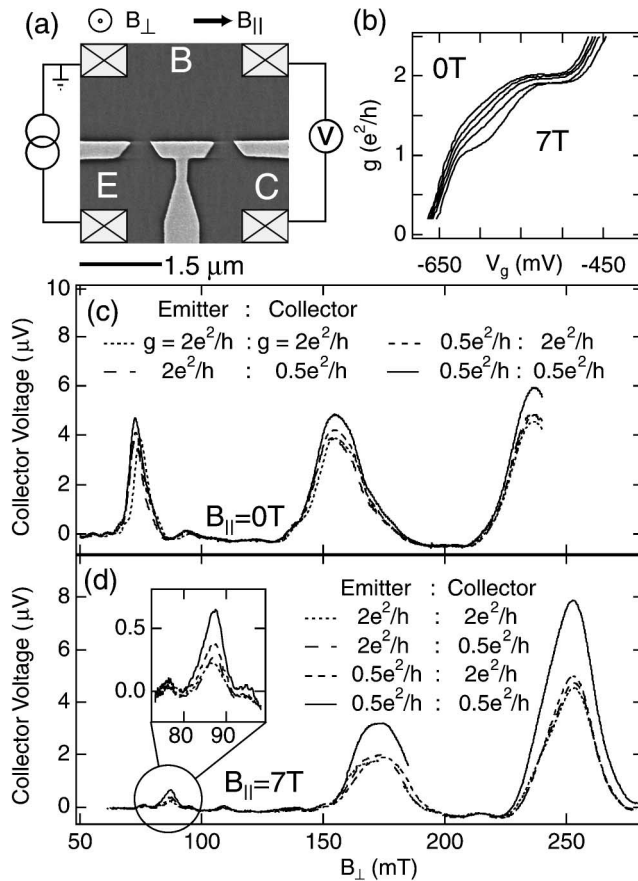 (a)
B⊥
B||
B
E
C
V
1.5 μm
(b)
0T
7T
g (e²/h)
2
1
0
-650
Vg (mV)
-450
(c)
Collector Voltage (μV)
10
8
6
4
2
0
Emitter : Collector
g = 2e²/h : g = 2e²/h
2e²/h : 0.5e²/h
0.5e²/h : 2e²/h
0.5e²/h : 0.5e²/h
B||=0T
(d)
Collector Voltage (μV)
8
6
4
2
0
0.5
0.0
80
90
Emitter : Collector
2e²/h : 2e²/h
2e²/h : 0.5e²/h
0.5e²/h : 2e²/h
0.5e²/h : 0.5e²/h
B||=7T
50
100
150
200
250
B⊥ (mT)